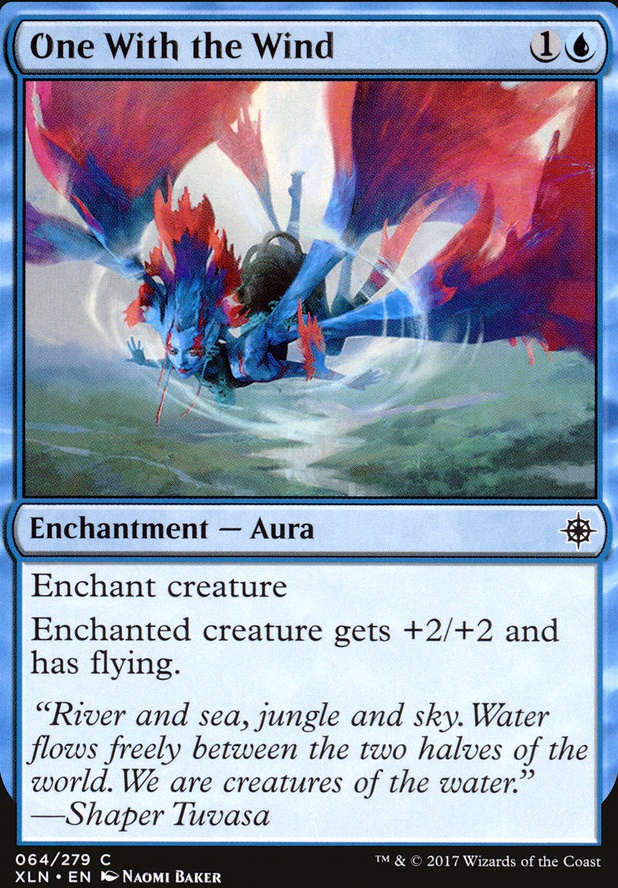 One With the Wind 1
Enchantment — Aura
Enchant creature
Enchanted creature gets +2/+2 and
has flying.
“River and sea, jungle and sky. Water
flows freely between the two halves of the
world. We are creatures of the water.”
—Shaper Tuvasa
064/279 C
XLN • EN Naomi Baker
™ & © 2017 Wizards of the Coast